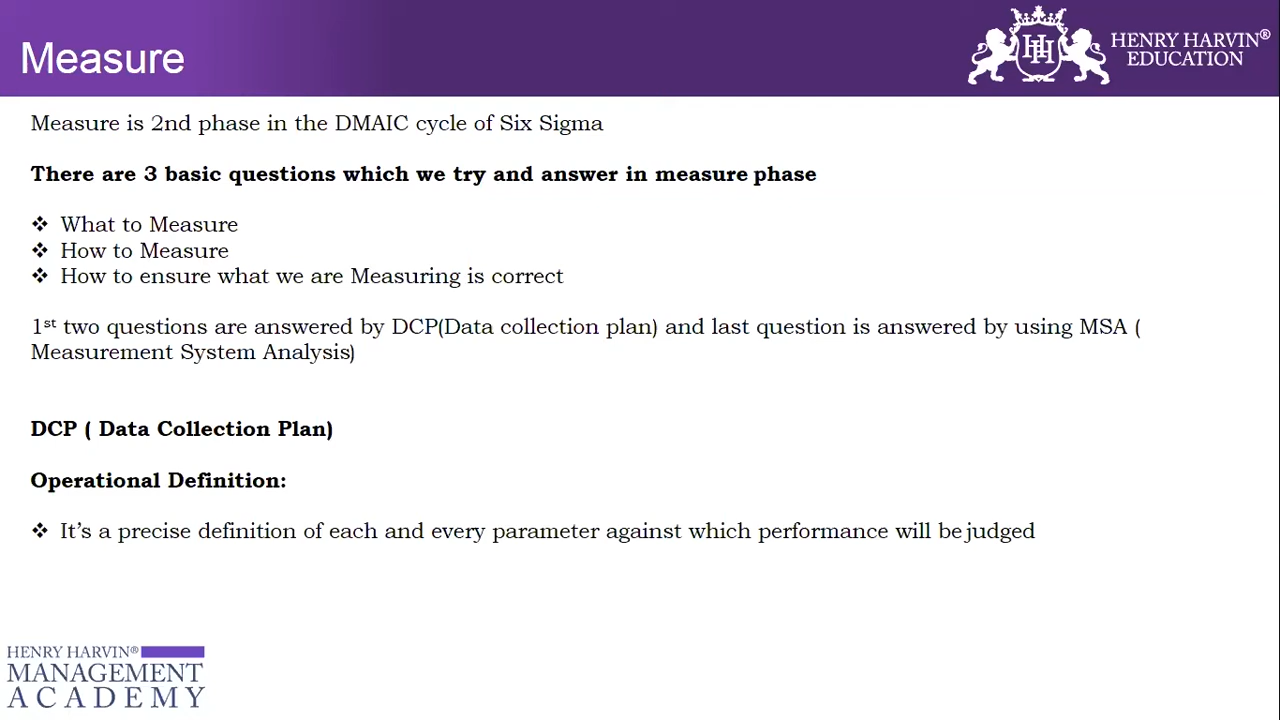 Measure
HENRY HARVIN®
EDUCATION
Measure is 2nd phase in the DMAIC cycle of Six Sigma
There are 3 basic questions which we try and answer in measure phase
❖ What to Measure
❖ How to Measure
❖ How to ensure what we are Measuring is correct
1st two questions are answered by DCP(Data collection plan) and last question is answered by using MSA (
Measurement System Analysis)
DCP ( Data Collection Plan)
Operational Definition:
❖ It’s a precise definition of each and every parameter against which performance will be judged
HENRY HARVIN®
MANAGEMENT
ACADEMY